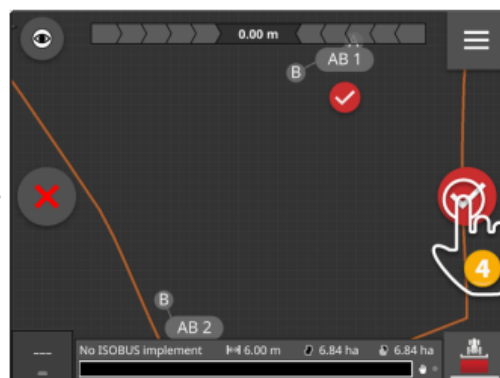 0.00 m
A
AB 1
B
4
B
AB 2
---
No ISOBUS implement 6.00 m 6.84 ha 6.84 ha